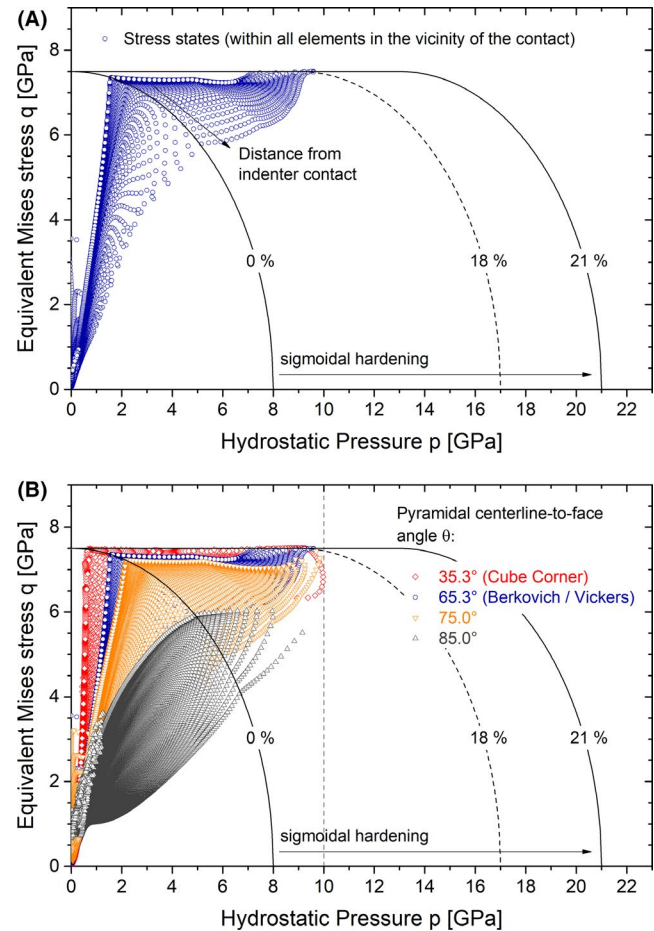 (A)
Stress states (within all elements in the vicinity of the contact)
Equivalent Mises stress q [GPa]
8
6
4
2
0
Distance from
indenter contact
0 %
18 %
21 %
sigmoidal hardening
0 2 4 6 8 10 12 14 16 18 20 22
Hydrostatic Pressure p [GPa]
(B)
Equivalent Mises stress q [GPa]
8
6
4
2
0
Pyramidal centerline-to-face
angle θ:
35.3° (Cube Corner)
65.3° (Berkovich / Vickers)
75.0°
85.0°
0 %
18 %
21 %
sigmoidal hardening
0 2 4 6 8 10 12 14 16 18 20 22
Hydrostatic Pressure p [GPa]